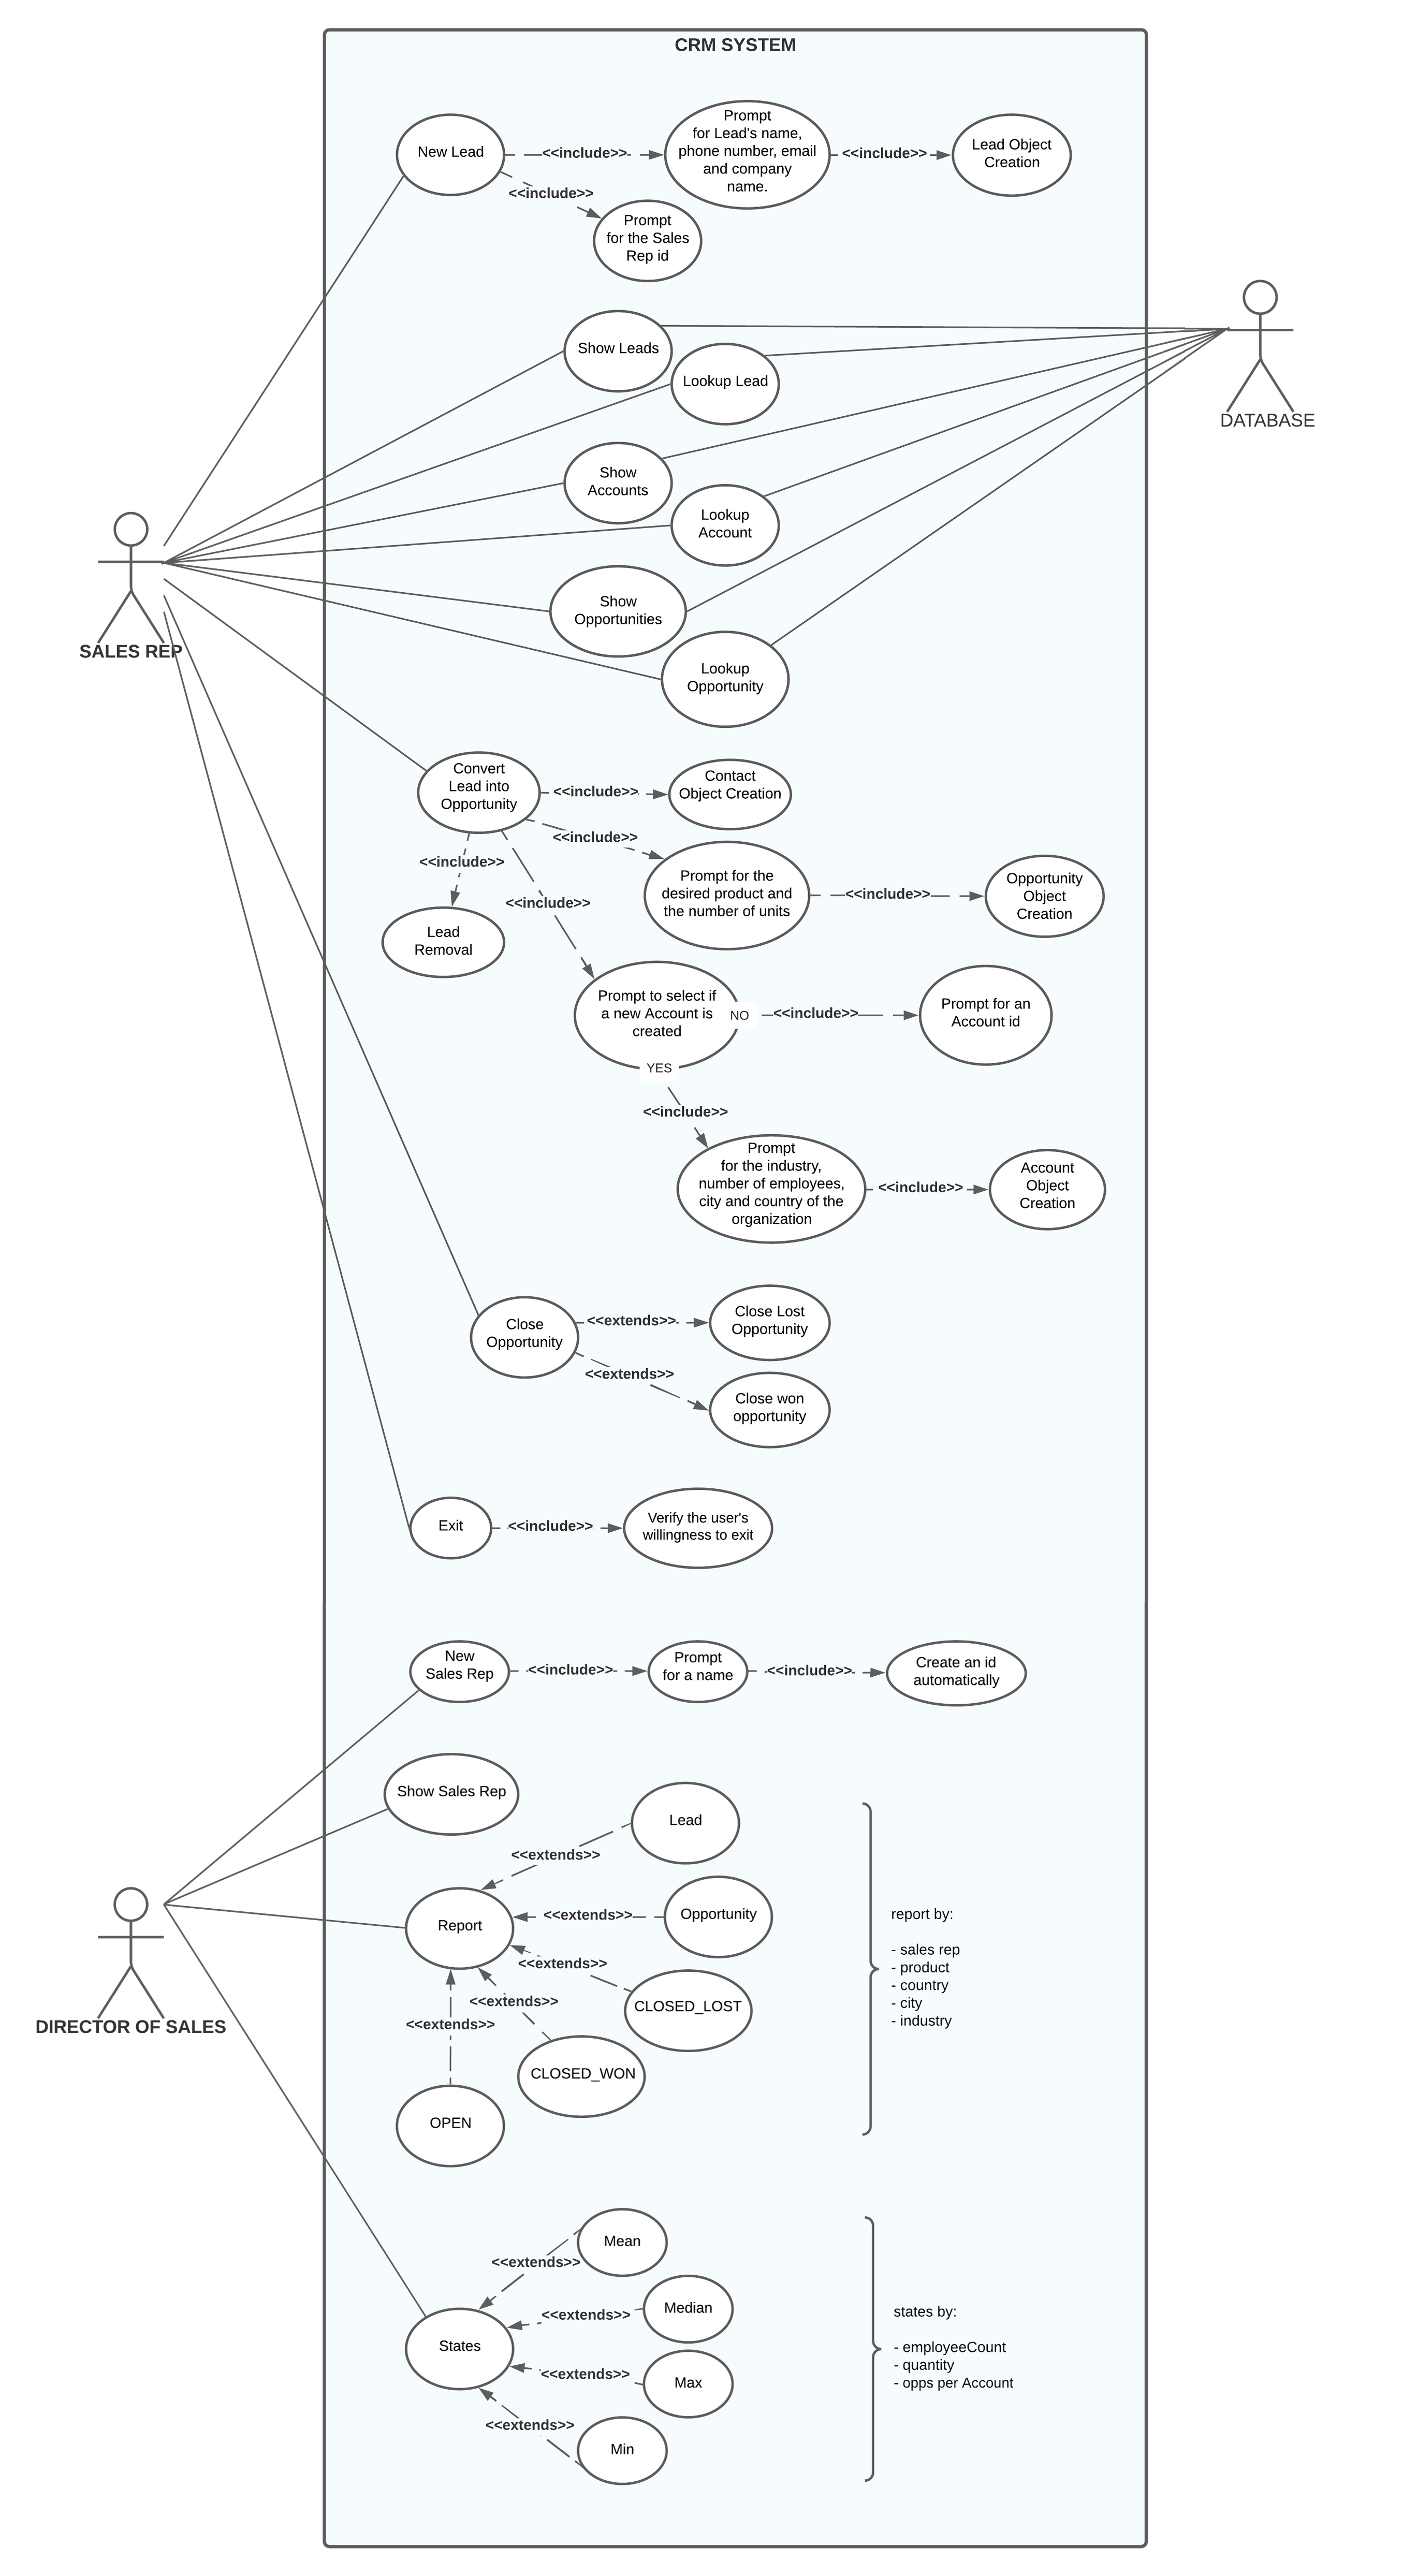 CRM SYSTEM
New Lead
<<include>>
Prompt
for Lead's name,
phone number, email
and company
name.
<<include>>
Lead Object
Creation
<<include>>
Prompt
for the Sales
Rep id
Show Leads
Lookup Lead
DATABASE
Show
Accounts
Lookup
Account
SALES REP
Show
Opportunities
Lookup
Opportunity
Convert
Lead into
Opportunity
<<include>>
Contact
Object Creation
<<include>>
<<include>>
<<include>>
Prompt for the
desired product and
the number of units
<<include>>
Opportunity
Object
Creation
Lead
Removal
Prompt to select if
a new Account is
created
NO
<<include>>
Prompt for an
Account id
YES
<<include>>
Prompt
for the industry,
number of employees,
city and country of the
organization
<<include>>
Account
Object
Creation
Close
Opportunity
<<extends>>
Close Lost
Opportunity
<<extends>>
Close won
opportunity
Exit
<<include>>
Verify the user's
willingness to exit
New
Sales Rep
<<include>>
Prompt
for a name
<<include>>
Create an id
automatically
Show Sales Rep
Lead
<<extends>>
Report
<<extends>>
Opportunity
<<extends>>
CLOSED_LOST
<<extends>>
<<extends>>
CLOSED_WON
OPEN
DIRECTOR OF SALES
report by:
- sales rep
- product
- country
- city
- industry
Mean
<<extends>>
Median
<<extends>>
States
Max
<<extends>>
<<extends>>
Min
states by:
- employeeCount
- quantity
- opps per Account